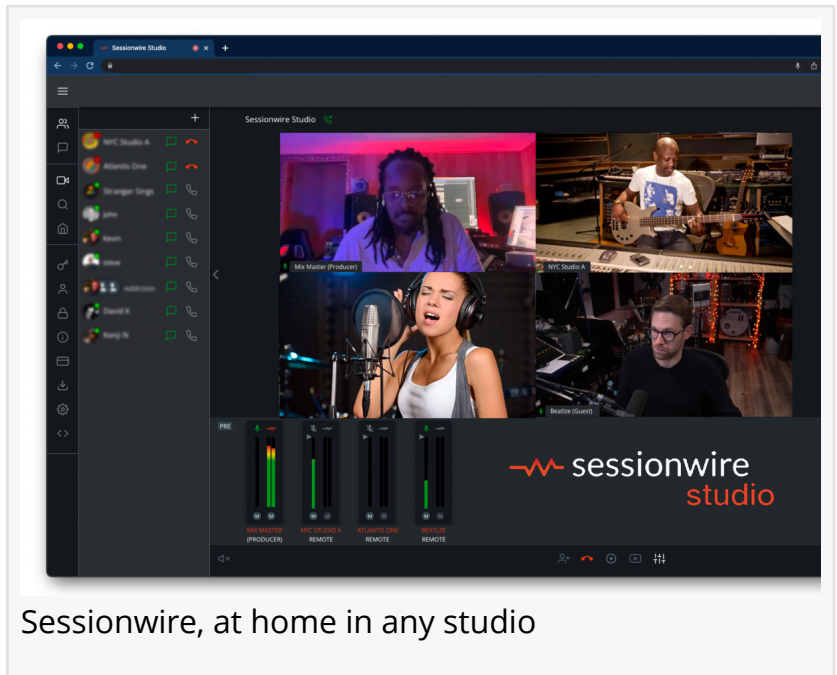 Sessionwire Studio
Sessionwire Studio
NYC Studio A
Atlantis One
Stranger Sings
john
Kevin
steve
Addiction
David K
Kenji N
Mix Master (Producer)
NYC Studio A
Beatlze (Guest)
PRE
M M M M M M M M
MIX MASTER NYC STUDIO A ATLANTIS ONE BEATLZE
(PRODUCER) REMOTE REMOTE REMOTE
sessionwire
studio
Sessionwire, at home in any studio